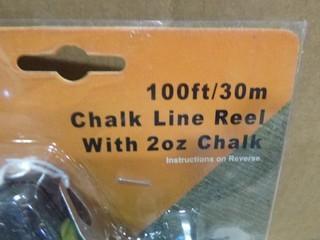 100ft/30m
Chalk Line Reel
With 2oz Chalk
Instructions on Reverse.